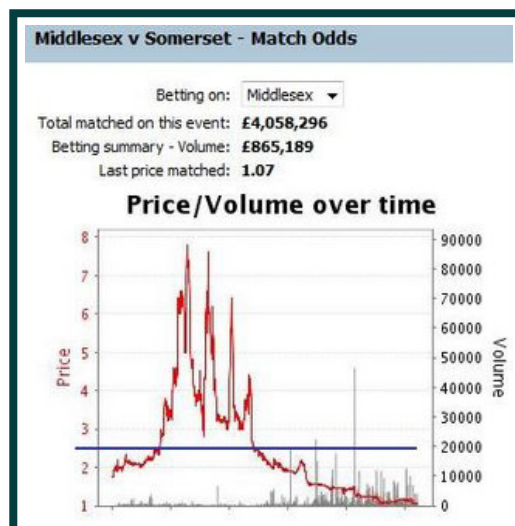 Middlesex v Somerset - Match Odds
Betting on: Middlesex
Total matched on this event: £4,058,296
Betting summary - Volume: £865,189
Last price matched: 1.07
Price/Volume over time
8
7
6
5
4
3
2
1
Price
90000
80000
70000
60000
50000
40000
30000
20000
10000
0
Volume